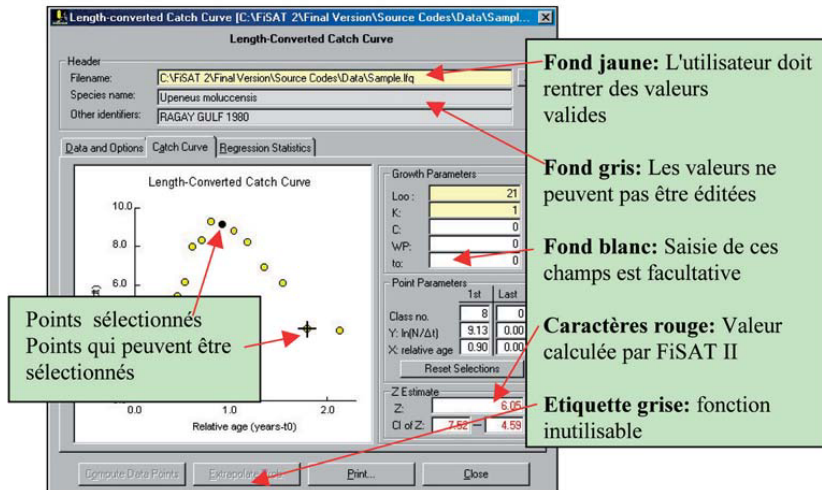 Length-converted Catch Curve [C:\FiSAT 2\Final Version\Source Codes\Data\Sampl...
Length-Converted Catch Curve
Header
Filename: C:\FiSAT 2\Final Version\Source Codes\Data\Sample.lfq
Species name: Upeneus moluccensis
Other identifiers: RAGAY GULF 1980
Data and Options Catch Curve Regression Statistics
Length-Converted Catch Curve
10.0
8.0
6.0
0.0 1.0 2.0
Relative age (years-t0)
Growth Parameters
Loo : 21
K: 1
C: 0
WP: 0
to: 0
Point Parameters
1st Last
Class no. 8 0
Y: ln(N/Δt) 9.13 0.00
X: relative age 0.90 0.00
Reset Selections
Z Estimate
Z: 6.05
CI of Z: 7.52 — 4.59
Compute Data Points Extrapolate Print... Close
Points sélectionnés
Points qui peuvent être
sélectionnés
Fond jaune: L'utilisateur doit
rentrer des valeurs
valides
Fond gris: Les valeurs ne
peuvent pas être éditées
Fond blanc: Saisie de ces
champs est facultative
Caractères rouge: Valeur
calculée par FiSAT II
Etiquette grise: fonction
inutilisable